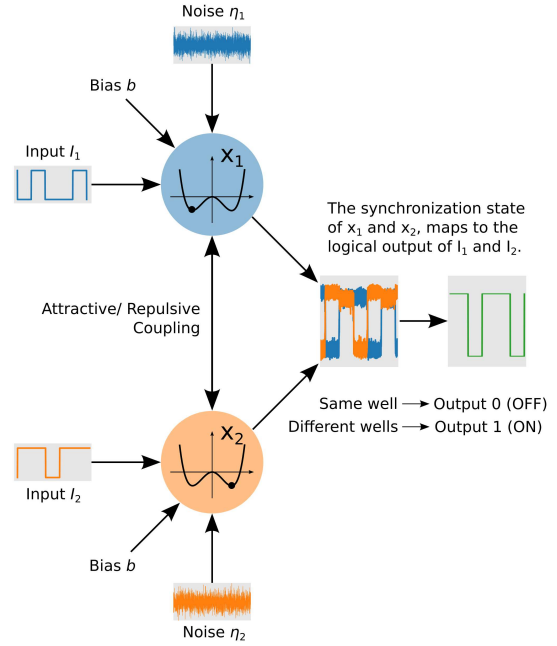 Noise η₁
Bias b
Input I₁
x₁
The synchronization state
of x₁ and x₂, maps to the
logical output of I₁ and I₂.
Attractive/ Repulsive
Coupling
Same well → Output 0 (OFF)
Different wells → Output 1 (ON)
x₂
Input I₂
Bias b
Noise η₂